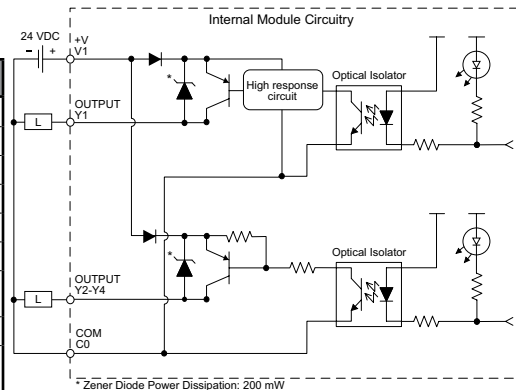 Internal Module Circuitry
24 VDC
- +
+V
V1
*
High response
circuit
Optical Isolator
OUTPUT
Y1
L
*
Optical Isolator
OUTPUT
Y2-Y4
L
COM
C0
* Zener Diode Power Dissipation: 200 mW